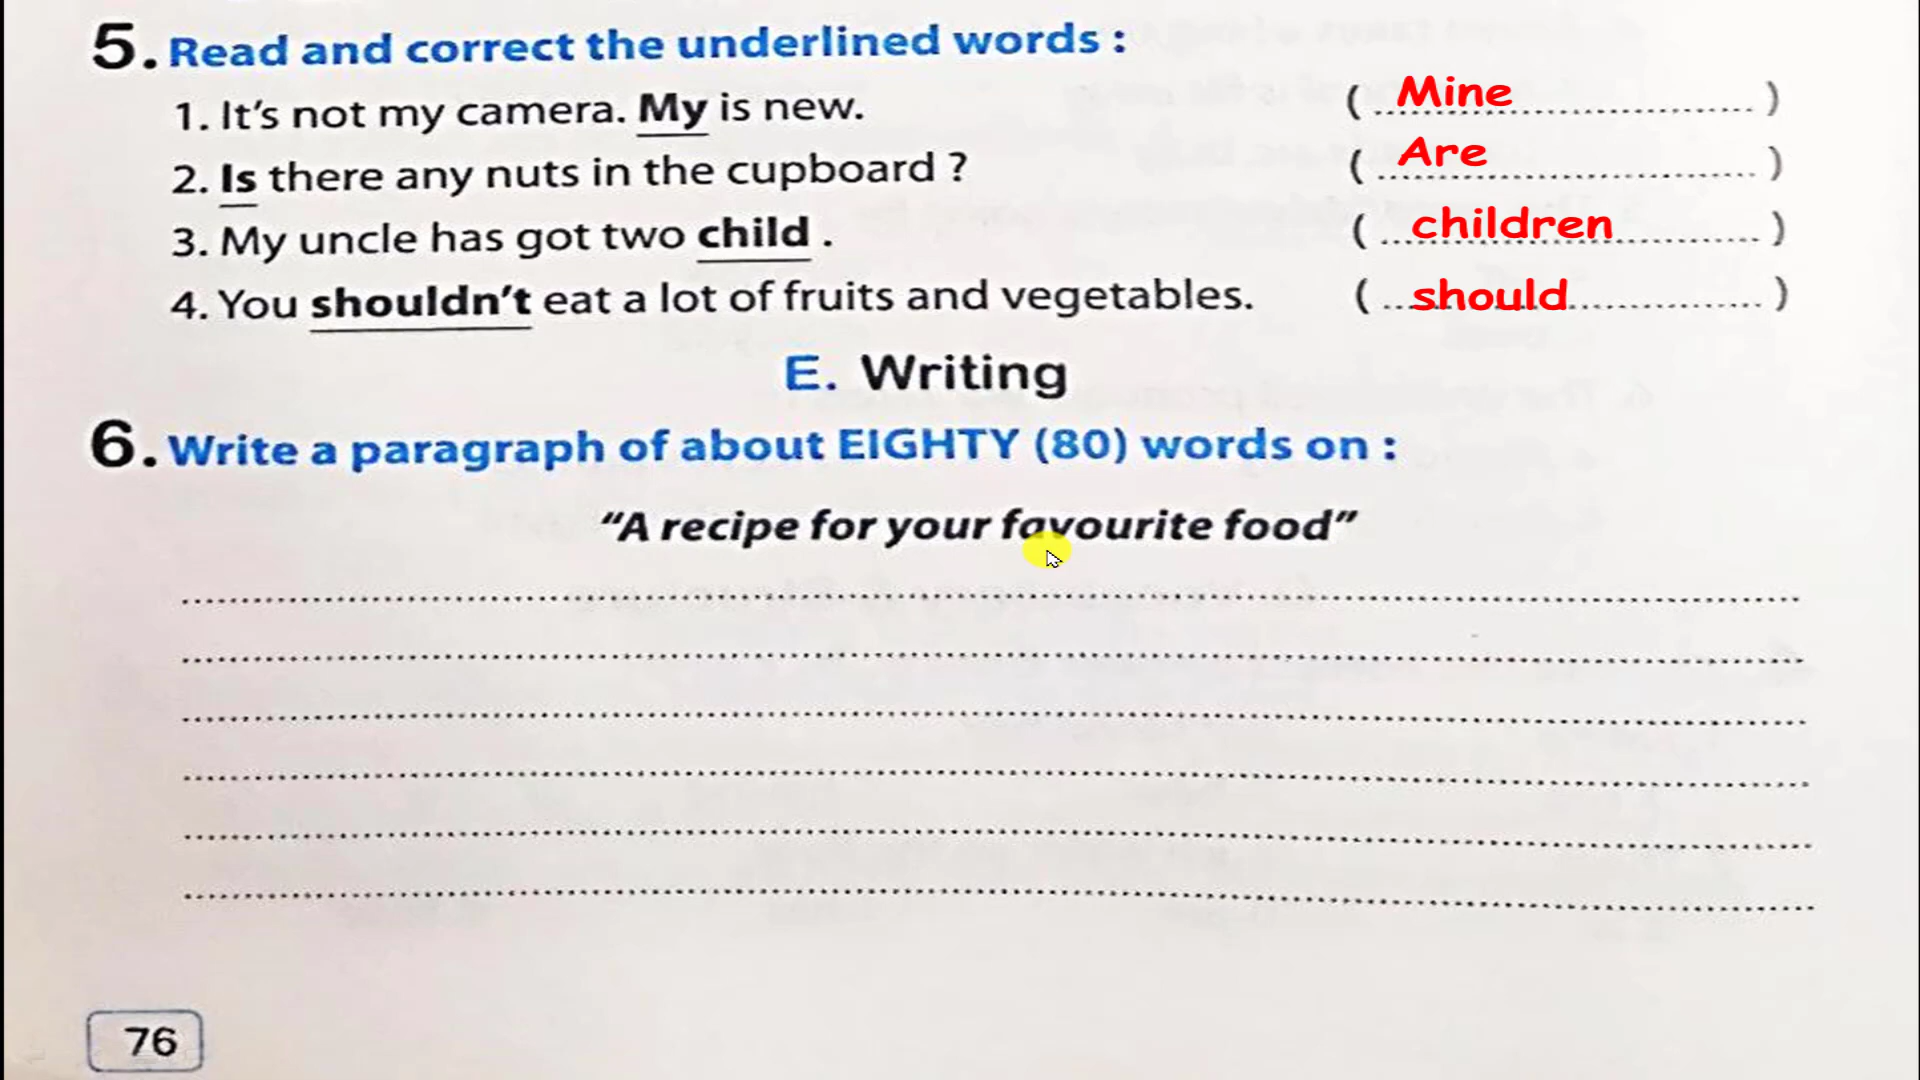 5. Read and correct the underlined words :
1. It's not my camera. My is new. ( Mine )
2. Is there any nuts in the cupboard ? ( Are )
3. My uncle has got two child . ( children )
4. You shouldn't eat a lot of fruits and vegetables. ( should )
E. Writing
6. Write a paragraph of about EIGHTY (80) words on :
"A recipe for your favourite food"
76